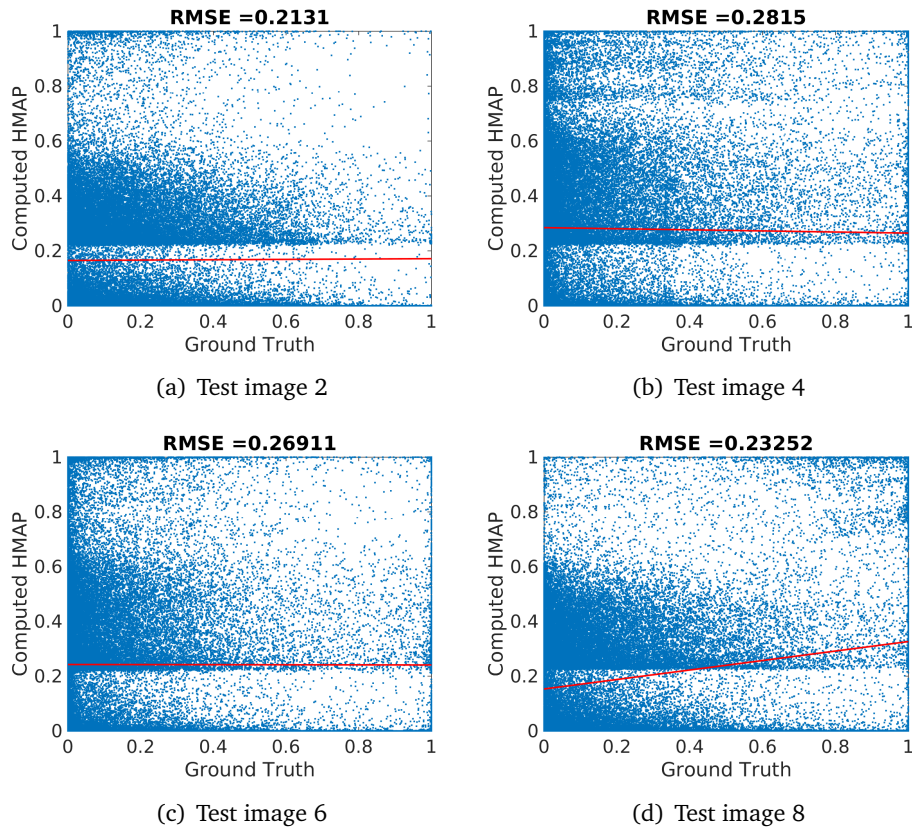 RMSE =0.2131
1
0.8
0.6
0.4
0.2
0
Computed HMAP
0 0.2 0.4 0.6 0.8 1
Ground Truth
(a) Test image 2
RMSE =0.2815
1
0.8
0.6
0.4
0.2
0
Computed HMAP
0 0.2 0.4 0.6 0.8 1
Ground Truth
(b) Test image 4
RMSE =0.26911
1
0.8
0.6
0.4
0.2
0
Computed HMAP
0 0.2 0.4 0.6 0.8 1
Ground Truth
(c) Test image 6
RMSE =0.23252
1
0.8
0.6
0.4
0.2
0
Computed HMAP
0 0.2 0.4 0.6 0.8 1
Ground Truth
(d) Test image 8